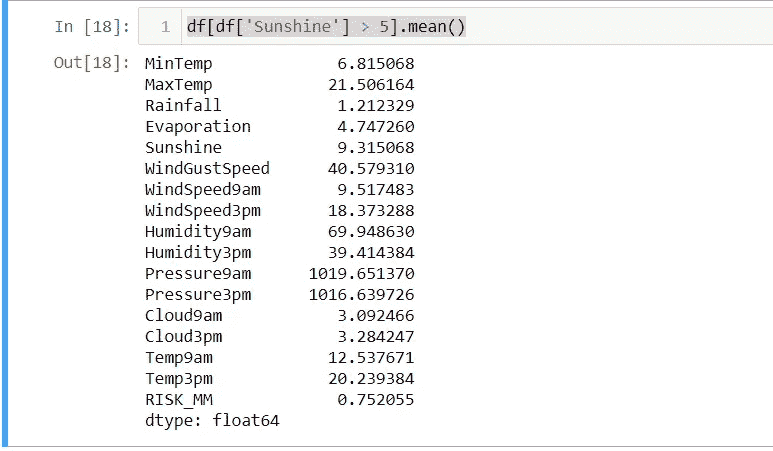 In [18]: 1 df[df['Sunshine'] > 5].mean()
Out[18]: MinTemp 6.815068
MaxTemp 21.506164
Rainfall 1.212329
Evaporation 4.747260
Sunshine 9.315068
WindGustSpeed 40.579310
WindSpeed9am 9.517483
WindSpeed3pm 18.373288
Humidity9am 69.948630
Humidity3pm 39.414384
Pressure9am 1019.651370
Pressure3pm 1016.639726
Cloud9am 3.092466
Cloud3pm 3.284247
Temp9am 12.537671
Temp3pm 20.239384
RISK_MM 0.752055
dtype: float64